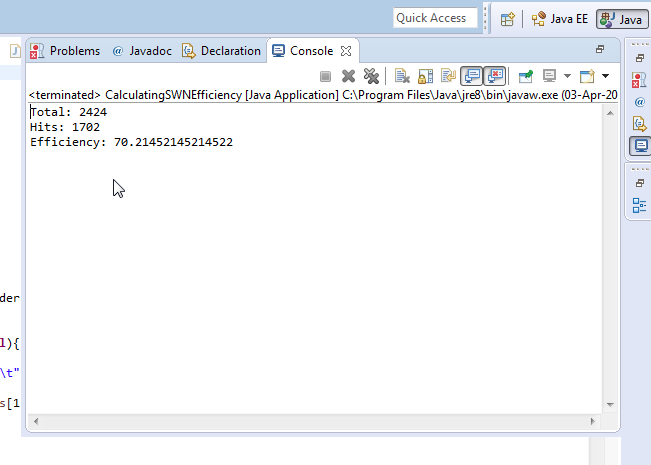 Quick Access
Java EE
Java
Problems
@ Javadoc
Declaration
Console
<terminated> CalculatingSWNEfficiency [Java Application] C:\Program Files\Java\jre8\bin\javaw.exe (03-Apr-20
Total: 2424
Hits: 1702
Efficiency: 70.21452145214522
der
l){
\t"
s[1